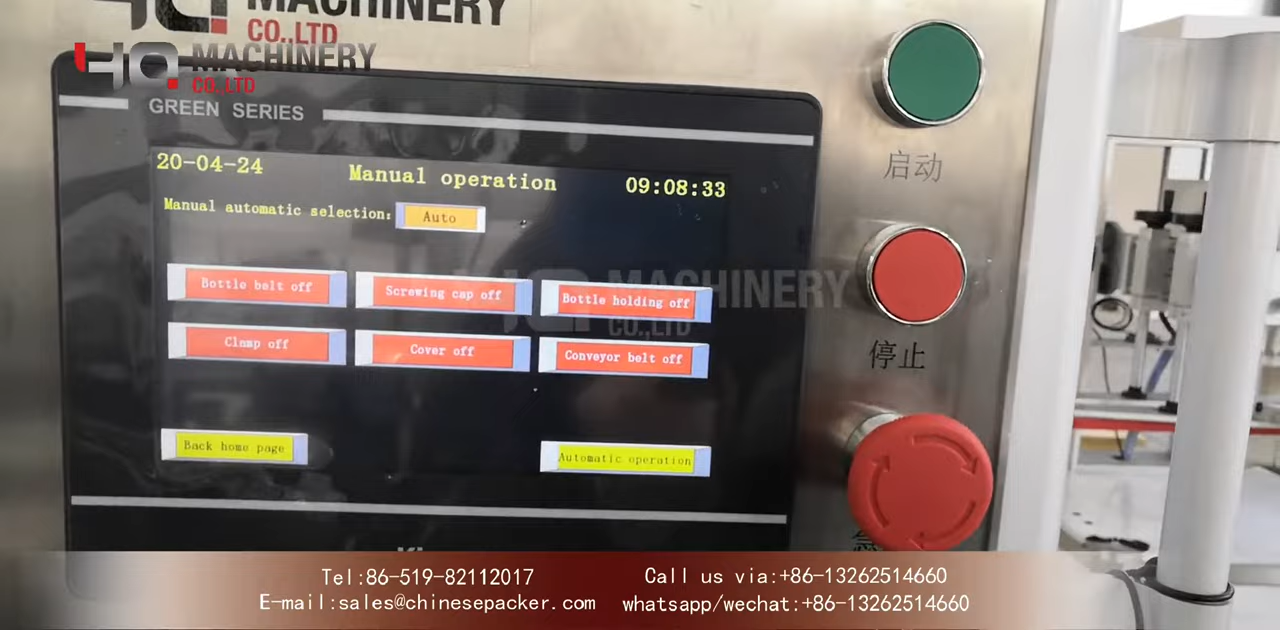 MACHINERY
CO.,LTD
HQ MACHINERY
CO.,LTD
GREEN SERIES
20-04-24 Manual operation 09:08:33
Manual automatic selection: Auto
Bottle belt off Screwing cap off Bottle holding off
Clamp off Cover off Conveyor belt off
Back home page Automatic operation
HQ MACHINERY
CO.,LTD
启动
停止
急
Tel:86-519-82112017 Call us via:+86-13262514660
E-mail:sales@chinesepacker.com whatsapp/wechat:+86-13262514660